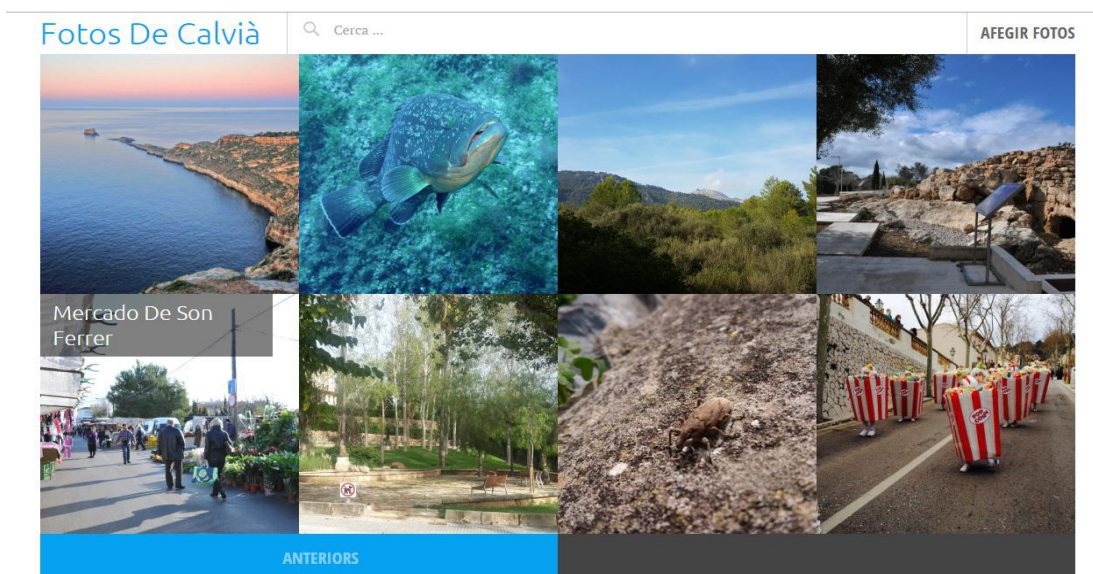 Fotos De Calvià
Cerca ...
AFEGIR FOTOS
Mercado De Son
Ferrer
ANTERIORS